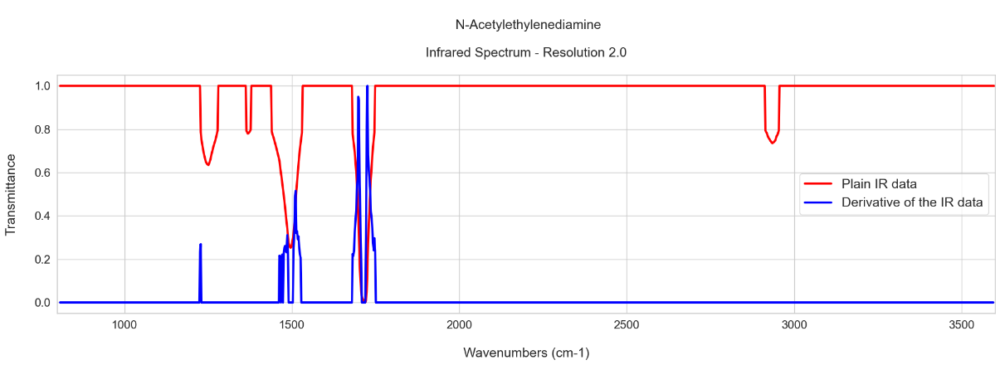 N-Acetylethylenediamine
Infrared Spectrum - Resolution 2.0
1.0
0.8
0.6
0.4
0.2
0.0
Transmittance
Plain IR data
Derivative of the IR data
1000
1500
2000
2500
3000
3500
Wavenumbers (cm-1)